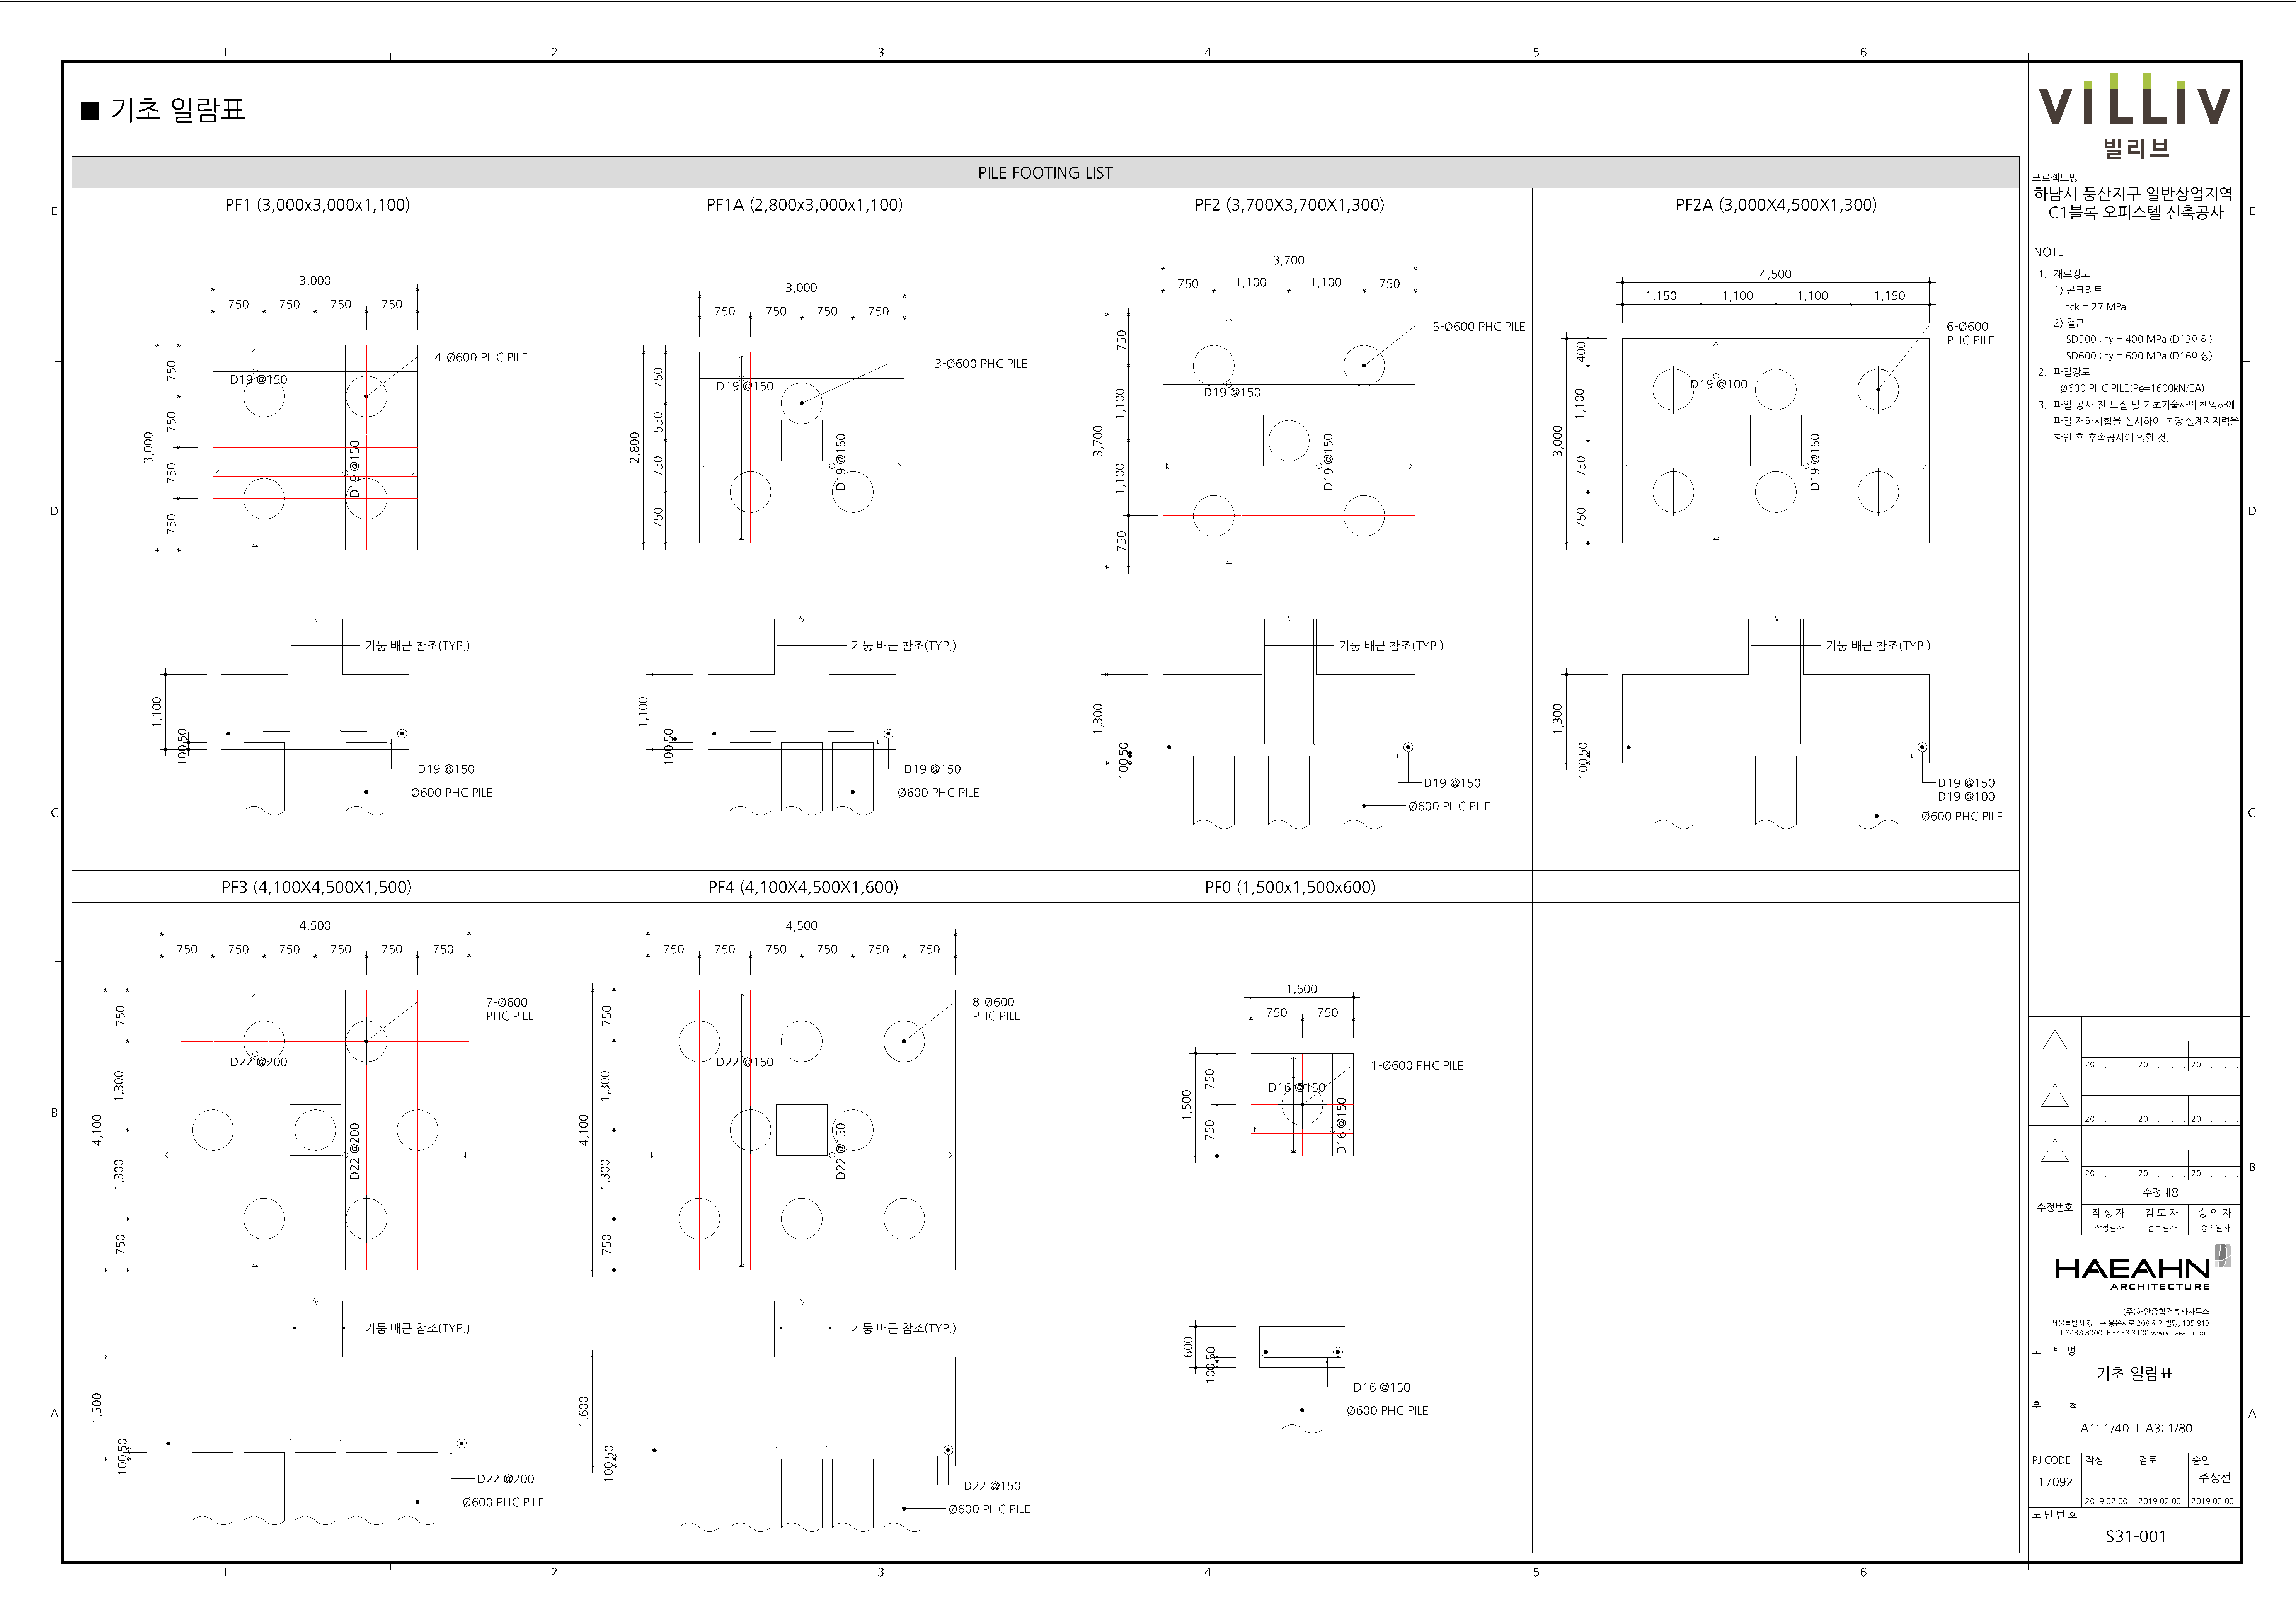 1 2 3 4 5 6
■ 기초 일람표
PILE FOOTING LIST
PF1 (3,000x3,000x1,100)
3,000
750 750 750 750
4-Ø600 PHC PILE
D19 @150
D19 @150
3,000
750
750
750
750
기둥 배근 참조(TYP.)
1,100
100,50
D19 @150
Ø600 PHC PILE
PF1A (2,800x3,000x1,100)
3,000
750 750 750 750
3-Ø600 PHC PILE
D19 @150
D19 @150
2,800
750
550
750
750
기둥 배근 참조(TYP.)
1,100
100,50
D19 @150
Ø600 PHC PILE
PF2 (3,700X3,700X1,300)
3,700
750 1,100 1,100 750
5-Ø600 PHC PILE
D19 @150
D19 @150
3,700
750
1,100
1,100
750
기둥 배근 참조(TYP.)
1,300
100,50
D19 @150
Ø600 PHC PILE
PF2A (3,000X4,500X1,300)
4,500
1,150 1,100 1,100 1,150
6-Ø600
PHC PILE
D19 @100
D19 @150
3,000
400
1,100
750
750
기둥 배근 참조(TYP.)
1,300
100,50
D19 @150
D19 @100
Ø600 PHC PILE
PF3 (4,100X4,500X1,500)
4,500
750 750 750 750 750 750
7-Ø600
PHC PILE
D22 @200
D22 @200
4,100
750
1,300
1,300
750
기둥 배근 참조(TYP.)
1,500
100,50
D22 @200
Ø600 PHC PILE
PF4 (4,100X4,500X1,600)
4,500
750 750 750 750 750 750
8-Ø600
PHC PILE
D22 @150
D22 @150
4,100
750
1,300
1,300
750
기둥 배근 참조(TYP.)
1,600
100,50
D22 @150
Ø600 PHC PILE
PF0 (1,500x1,500x600)
1,500
750 750
1-Ø600 PHC PILE
D16 @150
D16 @150
1,500
750
750
600
100,50
D16 @150
Ø600 PHC PILE
ViLLiV
빌리브
프로젝트명
하남시 풍산지구 일반상업지역
C1블록 오피스텔 신축공사
NOTE
1. 재료강도
1) 콘크리트
fck = 27 MPa
2) 철근
SD500 : fy = 400 MPa (D13이하)
SD600 : fy = 600 MPa (D16이상)
2. 파일강도
- Ø600 PHC PILE(Pe=1600kN/EA)
3. 파일 공사 전 토질 및 기초기술사의 책임하에
파일 재하시험을 실시하여 본당 설계지지력을
확인 후 후속공사에 임할 것.
20 . . . 20 . . . 20 . . .
20 . . . 20 . . . 20 . . .
20 . . . 20 . . . 20 . . .
수정번호
수정내용
작 성 자 검 토 자 승 인 자
작성일자 검토일자 승인일자
HAEAHN
ARCHITECTURE
(주)해안종합건축사사무소
서울특별시 강남구 봉은사로 208 해안빌딩, 135-913
T.3438 8000 F.3438 8100 www.haeahn.com
도 면 명
기초 일람표
축 척
A1: 1/40 I A3: 1/80
PJ CODE 작성 검토 승인
17092 주상선
2019.02.00. 2019.02.00. 2019.02.00.
도 면 번 호
S31-001
E E
D D
C C
B B
A A
1 2 3 4 5 6